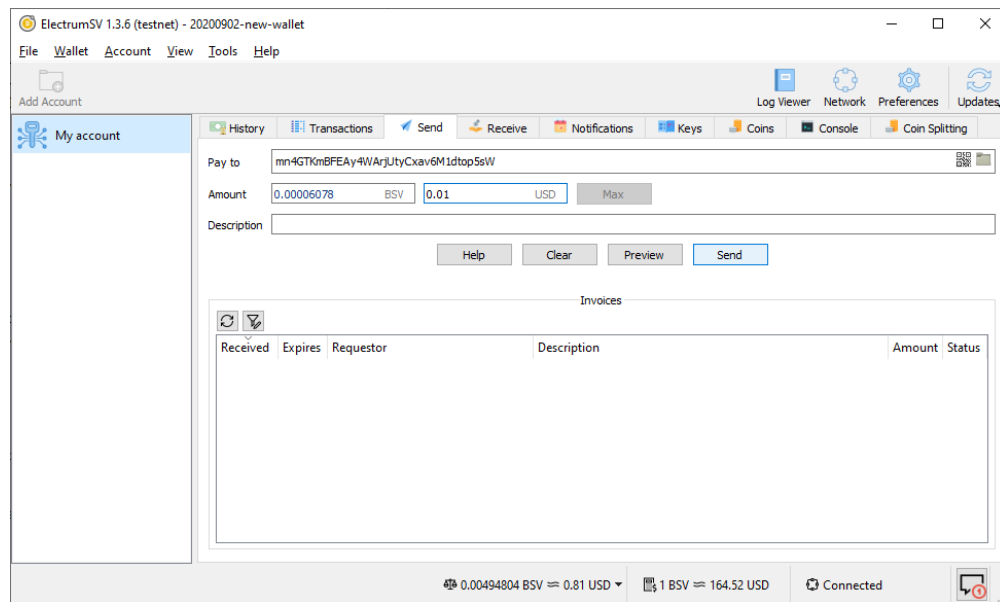 ElectrumSV 1.3.6 (testnet) - 20200902-new-wallet
File Wallet Account View Tools Help
Add Account Log Viewer Network Preferences Updates
My account
History Transactions Send Receive Notifications Keys Coins Console Coin Splitting
Pay to mn4GTKmBFEAy4WArjUtyCxav6M1dtop5sW
Amount 0.00006078 BSV 0.01 USD Max
Description
Help Clear Preview Send
Invoices
Received Expires Requestor Description Amount Status
0.00494804 BSV ≈ 0.81 USD 1 BSV ≈ 164.52 USD Connected 1